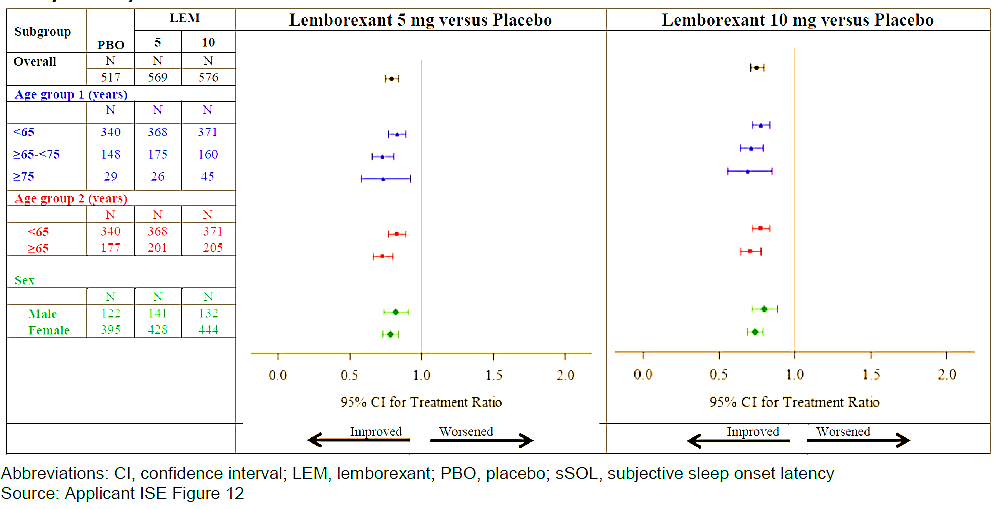 Subgroup PBO LEM Lemborexant 5 mg versus Placebo Lemborexant 10 mg versus Placebo
5 10
Overall N N N
517 569 576
Age group 1 (years)
N N N
<65 340 368 371
≥65-<75 148 175 160
≥75 29 26 45
Age group 2 (years)
N N N
<65 340 368 371
≥65 177 201 205
Sex
N N N
Male 122 141 132
Female 395 428 444
0.0 0.5 1.0 1.5 2.0 0.0 0.5 1.0 1.5 2.0
95% CI for Treatment Ratio 95% CI for Treatment Ratio
Improved Worsened Improved Worsened
Abbreviations: CI, confidence interval; LEM, lemborexant; PBO, placebo; sSOL, subjective sleep onset latency
Source: Applicant ISE Figure 12